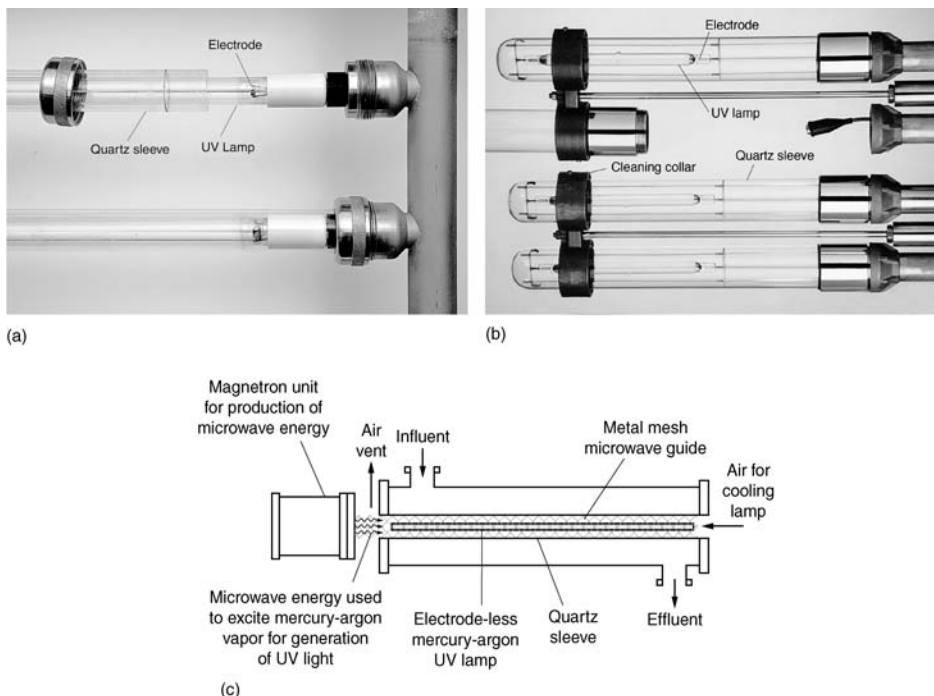 Electrode
Quartz sleeve
UV Lamp
(a)
Electrode
UV lamp
Quartz sleeve
Cleaning collar
(b)
Magnetron unit
for production of
microwave energy
Air
vent
Influent
Metal mesh
microwave guide
Air for
cooling
lamp
Microwave energy used
to excite mercury-argon
vapor for generation
of UV light
Electrode-less
mercury-argon
UV lamp
Quartz
sleeve
Effluent
(c)